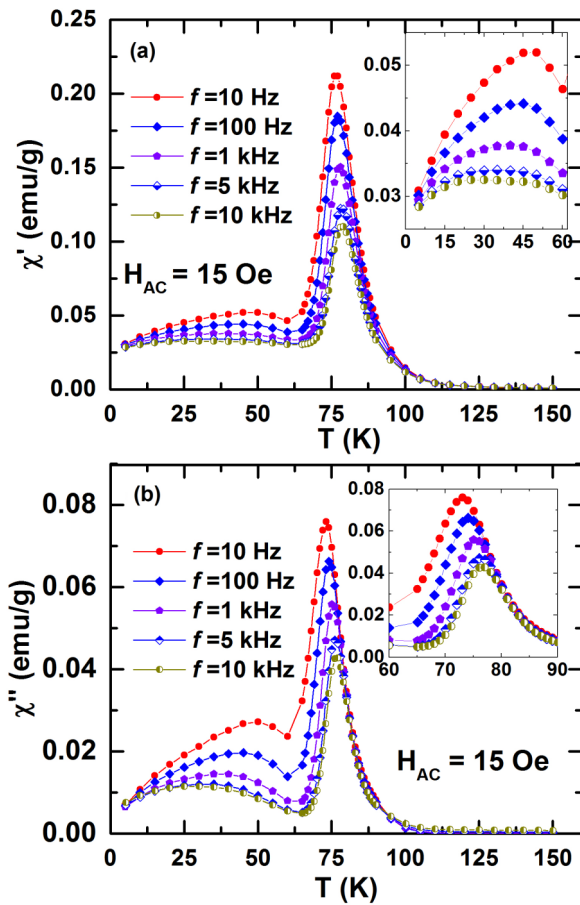 (a)
f =10 Hz
f =100 Hz
f =1 kHz
f =5 kHz
f =10 kHz
H_AC = 15 Oe
χ' (emu/g)
0.25
0.20
0.15
0.10
0.05
0.00
0 25 50 75 100 125 150
T (K)
0.05
0.04
0.03
0 15 30 45 60
(b)
f =10 Hz
f =100 Hz
f =1 kHz
f =5 kHz
f =10 kHz
H_AC = 15 Oe
χ'' (emu/g)
0.08
0.06
0.04
0.02
0.00
0 25 50 75 100 125 150
T (K)
0.08
0.06
0.04
0.02
0.00
60 70 80 90